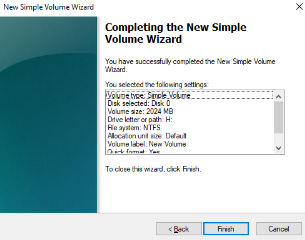 New Simple Volume Wizard
Completing the New Simple
Volume Wizard
You have successfully completed the New Simple Volume
Wizard.
You selected the following settings:
Volume type: Simple Volume
Disk selected: Disk 0
Volume size: 2024 MB
Drive letter or path: H:
File system: NTFS
Allocation unit size: Default
Volume label: New Volume
Quick format: Yes
To close this wizard, click Finish.
< Back
Finish
Cancel